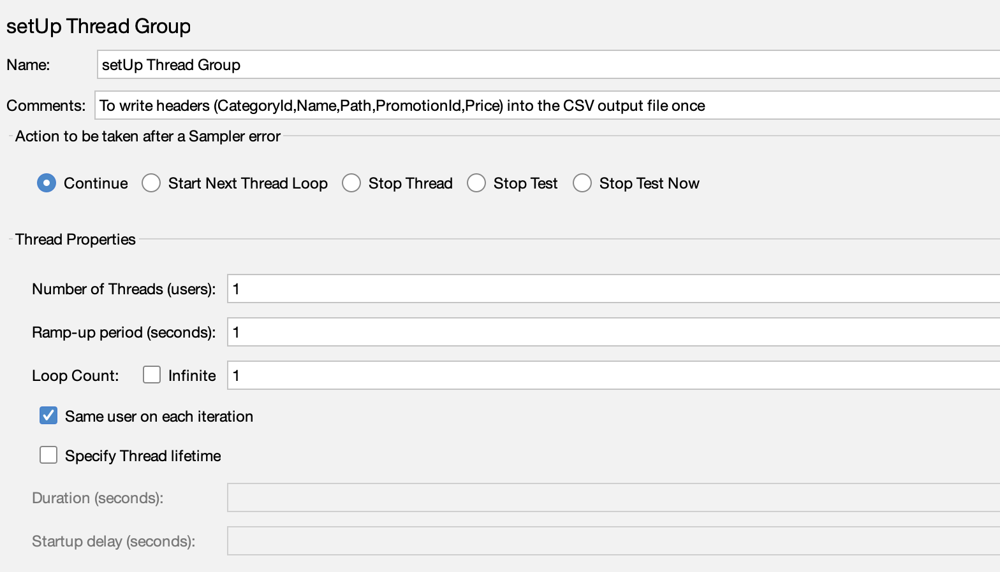 setUp Thread Group
Name: setUp Thread Group
Comments: To write headers (CategoryId,Name,Path,PromotionId,Price) into the CSV output file once
Action to be taken after a Sampler error
Continue Start Next Thread Loop Stop Thread Stop Test Stop Test Now
Thread Properties
Number of Threads (users): 1
Ramp-up period (seconds): 1
Loop Count: Infinite 1
Same user on each iteration
Specify Thread lifetime
Duration (seconds):
Startup delay (seconds):